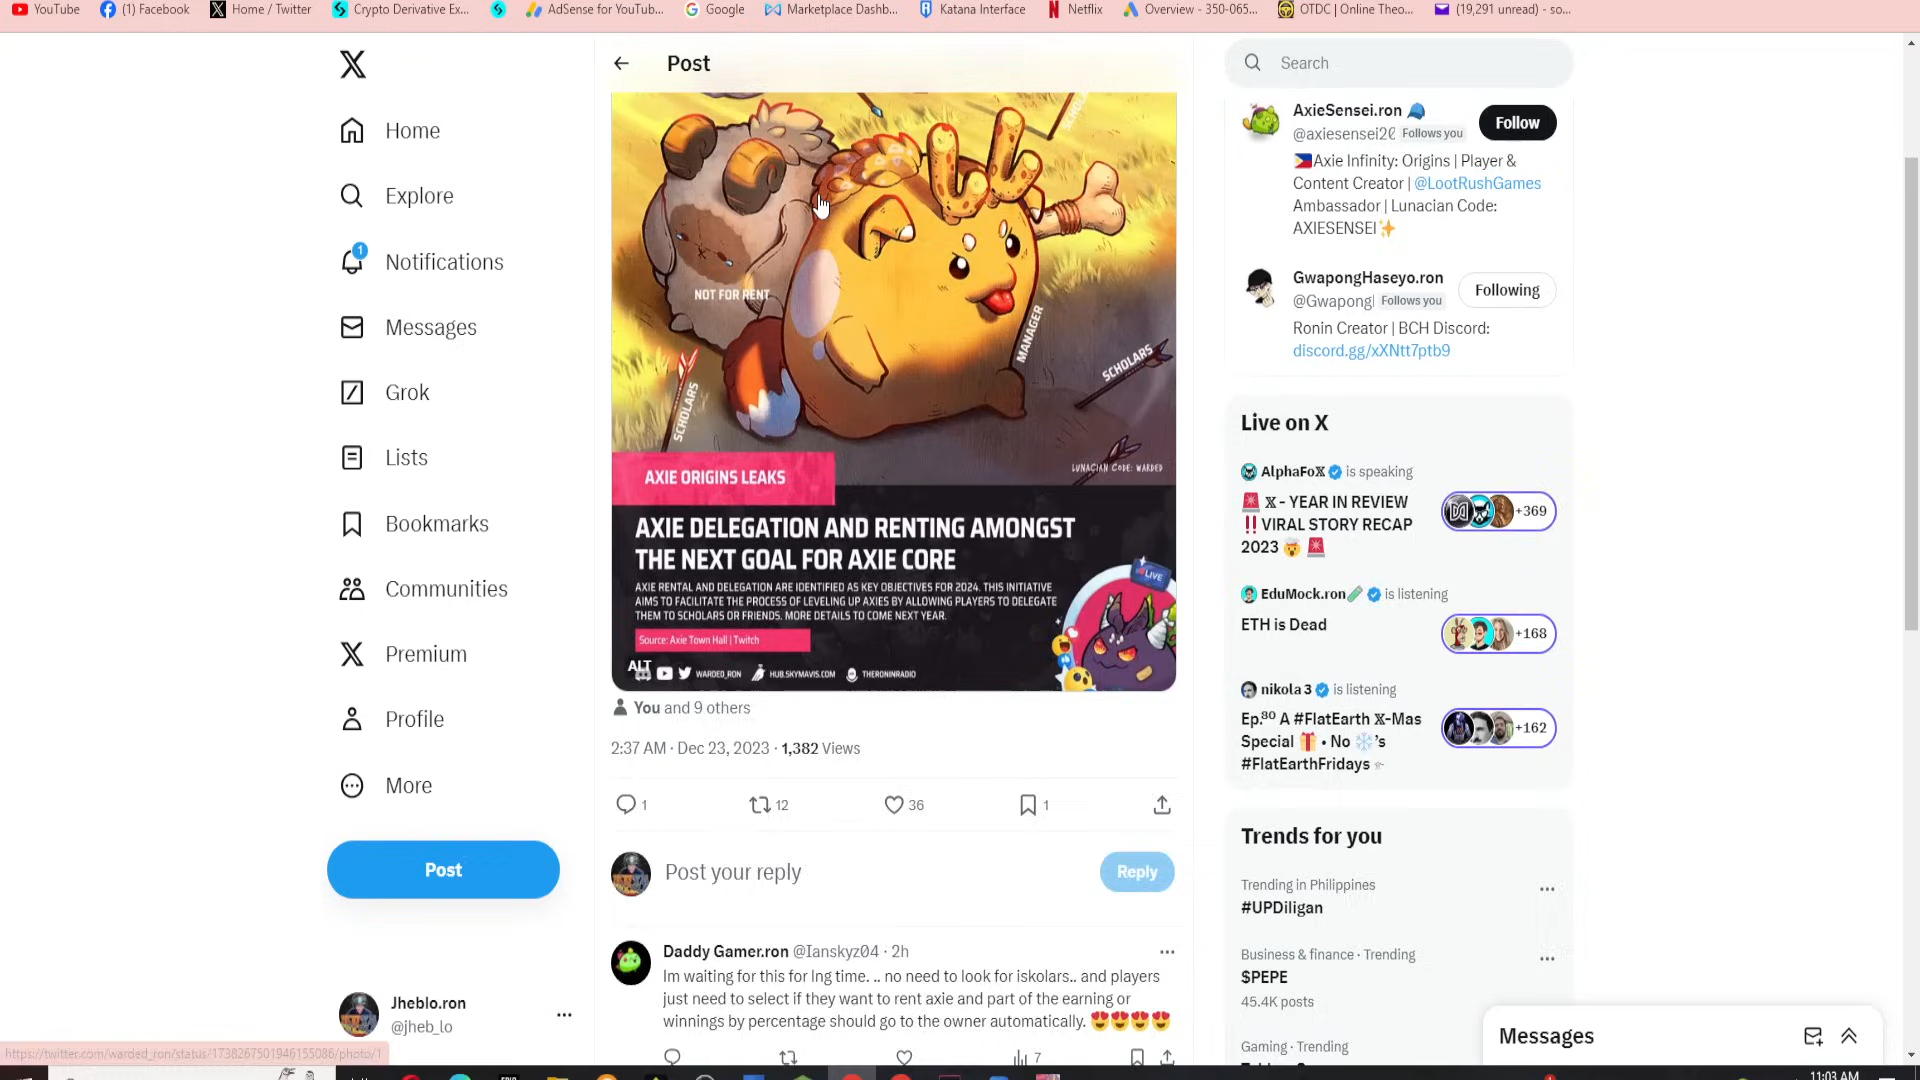 YouTube
(1) Facebook
Home / Twitter
Crypto Derivative Ex...
AdSense for YouTub...
Google
Marketplace Dashb...
Katana Interface
Netflix
Overview - 350-065...
OTDC | Online Theo...
(19,291 unread) - so...
Home
Explore
1
Notifications
Messages
Grok
Lists
Bookmarks
Communities
Premium
Profile
More
Post
Jheblo.ron
@jheb_lo
https://twitter.com/warded_ron/status/1738267501946155086/photo/1
Post
NOT FOR RENT
MANAGER
SCHOLARS
SCHOLARS
LUNACIAN CODE: WARDED
AXIE ORIGINS LEAKS
AXIE DELEGATION AND RENTING AMONGST
THE NEXT GOAL FOR AXIE CORE
AXIE RENTAL AND DELEGATION ARE IDENTIFIED AS KEY OBJECTIVES FOR 2024. THIS INITIATIVE
AIMS TO FACILITATE THE PROCESS OF LEVELING UP AXIES BY ALLOWING PLAYERS TO DELEGATE
THEM TO SCHOLARS OR FRIENDS. MORE DETAILS TO COME NEXT YEAR.
Source: Axie Town Hall | Twitch
LIVE
ALT
WARDED_RON
HUB.SKYMAVIS.COM
THERONINRADIO
You and 9 others
2:37 AM · Dec 23, 2023 · 1,382 Views
1
12
36
1
Post your reply
Reply
Daddy Gamer.ron @Ianskyz04 · 2h
Im waiting for this for lng time. .. no need to look for iskolars.. and players
just need to select if they want to rent axie and part of the earning or
winnings by percentage should go to the owner automatically. 😍😍😍😍
7
Search
AxieSensei.ron 🧢
@axiesensei20 Follows you
Follow
🇵🇭Axie Infinity: Origins | Player &
Content Creator | @LootRushGames
Ambassador | Lunacian Code:
AXIESENSEI✨
GwapongHaseyo.ron
@Gwapong Follows you
Following
Ronin Creator | BCH Discord:
discord.gg/xXNtt7ptb9
Live on X
AlphaFoX is speaking
🚨 𝕏 - YEAR IN REVIEW
‼️VIRAL STORY RECAP
2023 🤯 🚨
+369
EduMock.ron🧪 is listening
ETH is Dead
+168
nikola 3 is listening
Ep.⁸⁰ A #FlatEarth 𝕏-Mas
Special 🎁 • No ❄️'s
#FlatEarthFridays
+162
Trends for you
Trending in Philippines
#UPDiligan
Business & finance · Trending
$PEPE
45.4K posts
Gaming · Trending
Messages
11:03 AM